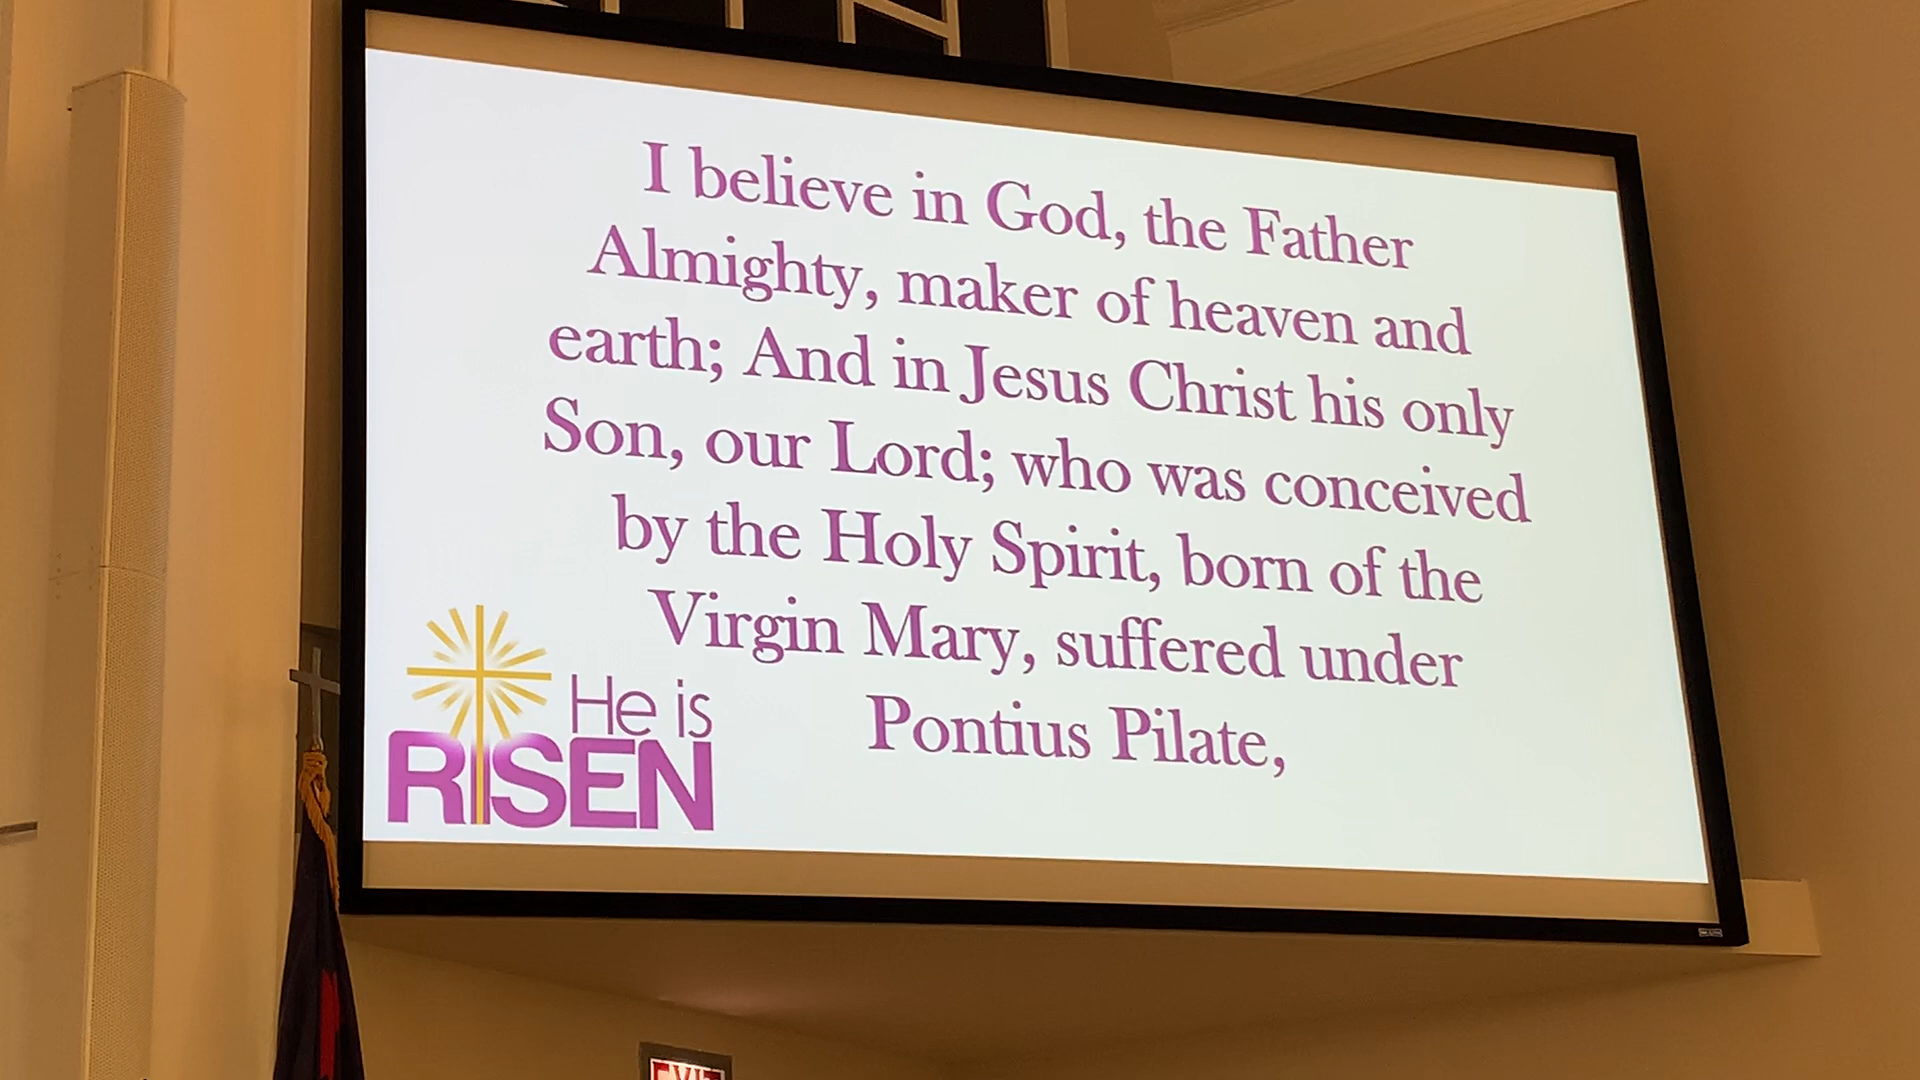 I believe in God, the Father
Almighty, maker of heaven and
earth; And in Jesus Christ his only
Son, our Lord; who was conceived
by the Holy Spirit, born of the
Virgin Mary, suffered under
Pontius Pilate,
He is
RISEN
EXIT